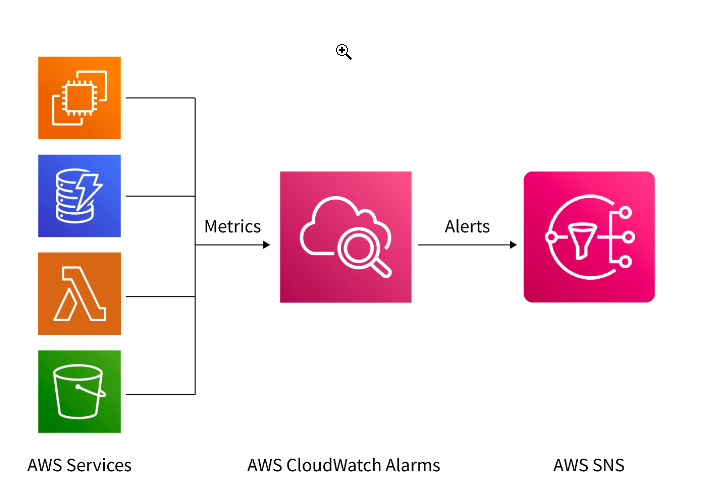 Metrics
Alerts
AWS Services
AWS CloudWatch Alarms
AWS SNS